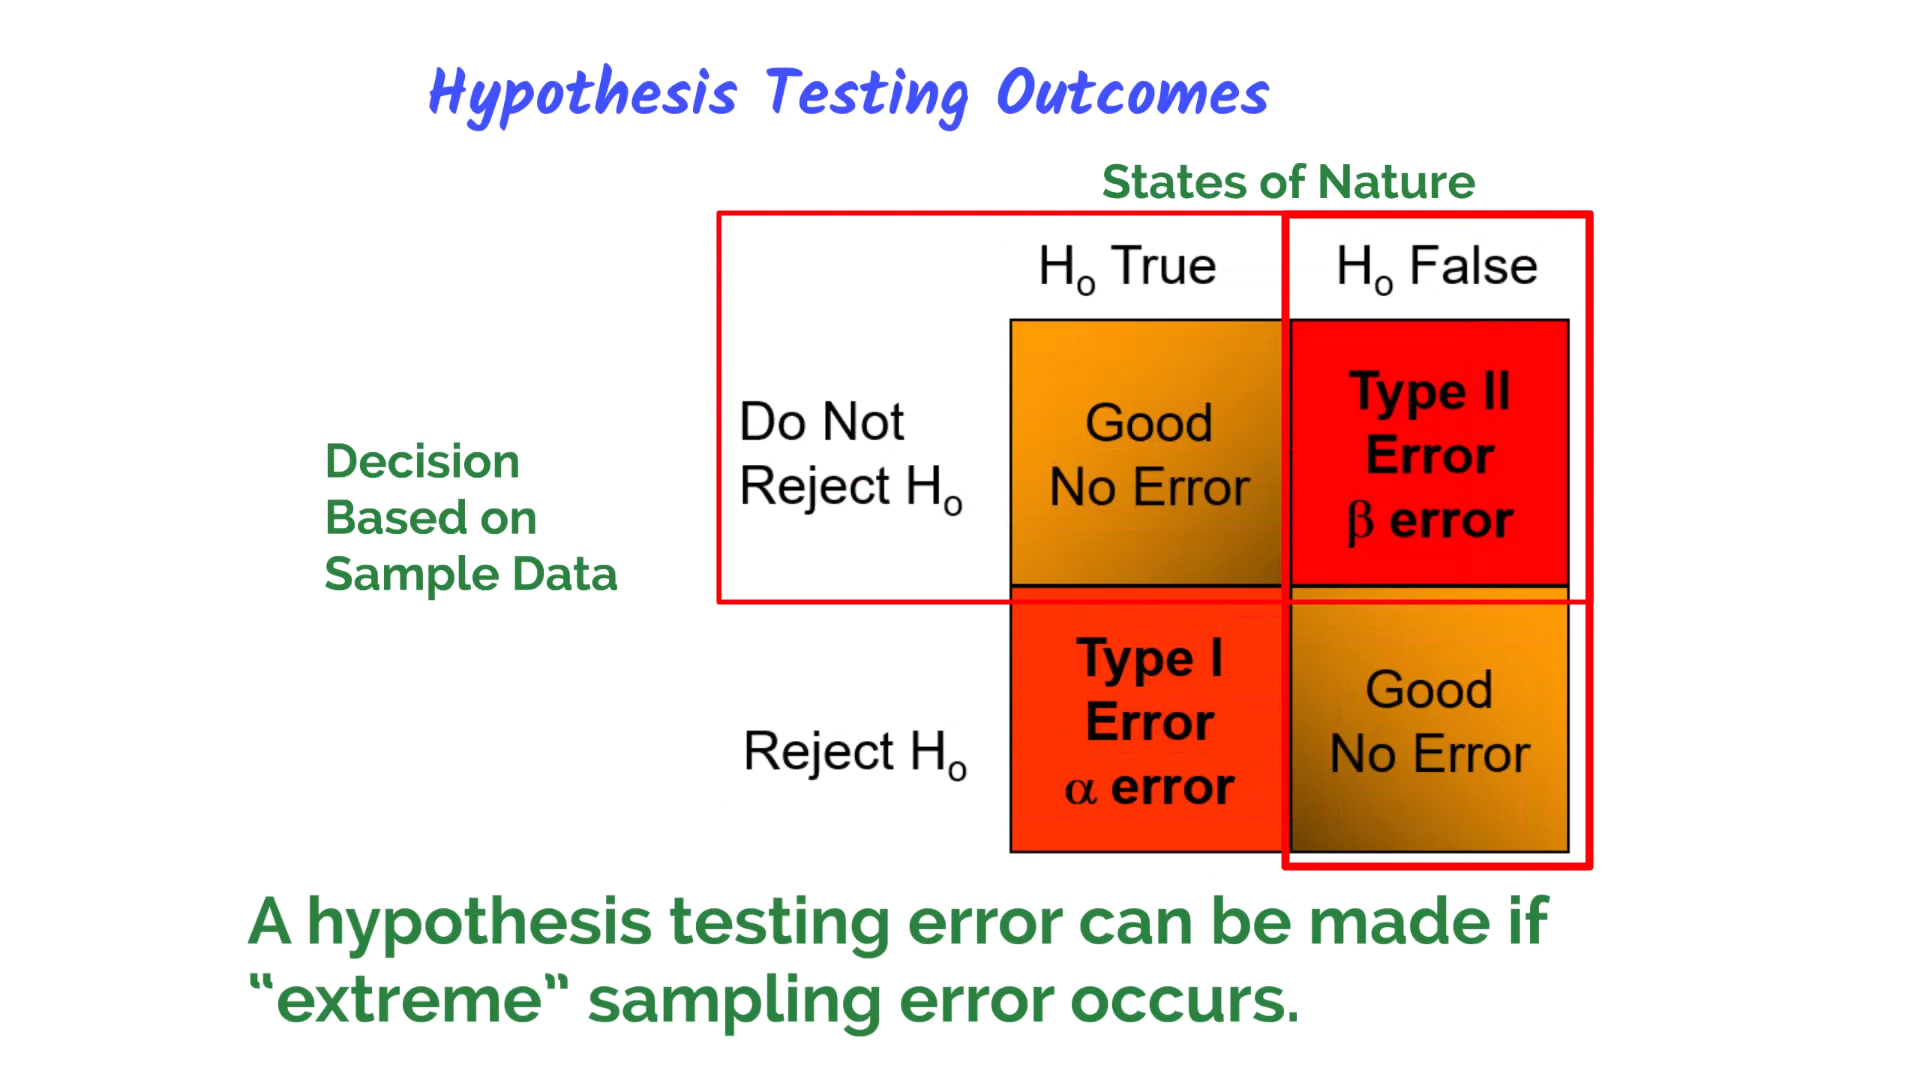 Hypothesis Testing Outcomes
States of Nature
Hₒ True
Hₒ False
Decision
Based on
Sample Data
Do Not
Reject Hₒ
Good
No Error
Type II
Error
β error
Reject Hₒ
Type I
Error
α error
Good
No Error
A hypothesis testing error can be made if
“extreme” sampling error occurs.